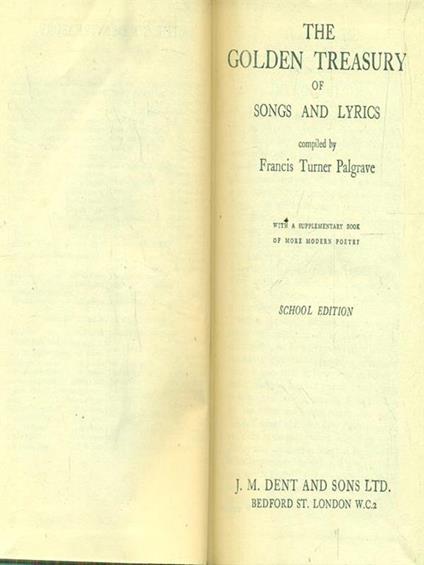 THE
GOLDEN TREASURY
OF
SONGS AND LYRICS
compiled by
Francis Turner Palgrave
WITH A SUPPLEMENTARY BOOK
OF MORE MODERN POETRY
SCHOOL EDITION
J. M. DENT AND SONS LTD.
BEDFORD ST. LONDON W.C.2